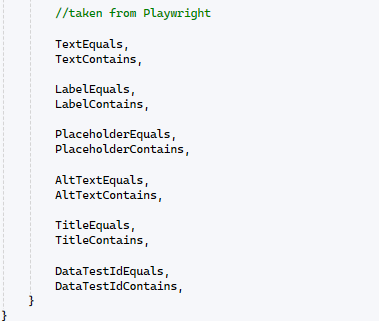 //taken from Playwright
TextEquals,
TextContains,
LabelEquals,
LabelContains,
PlaceholderEquals,
PlaceholderContains,
AltTextEquals,
AltTextContains,
TitleEquals,
TitleContains,
DataTestIdEquals,
DataTestIdContains,
}
}